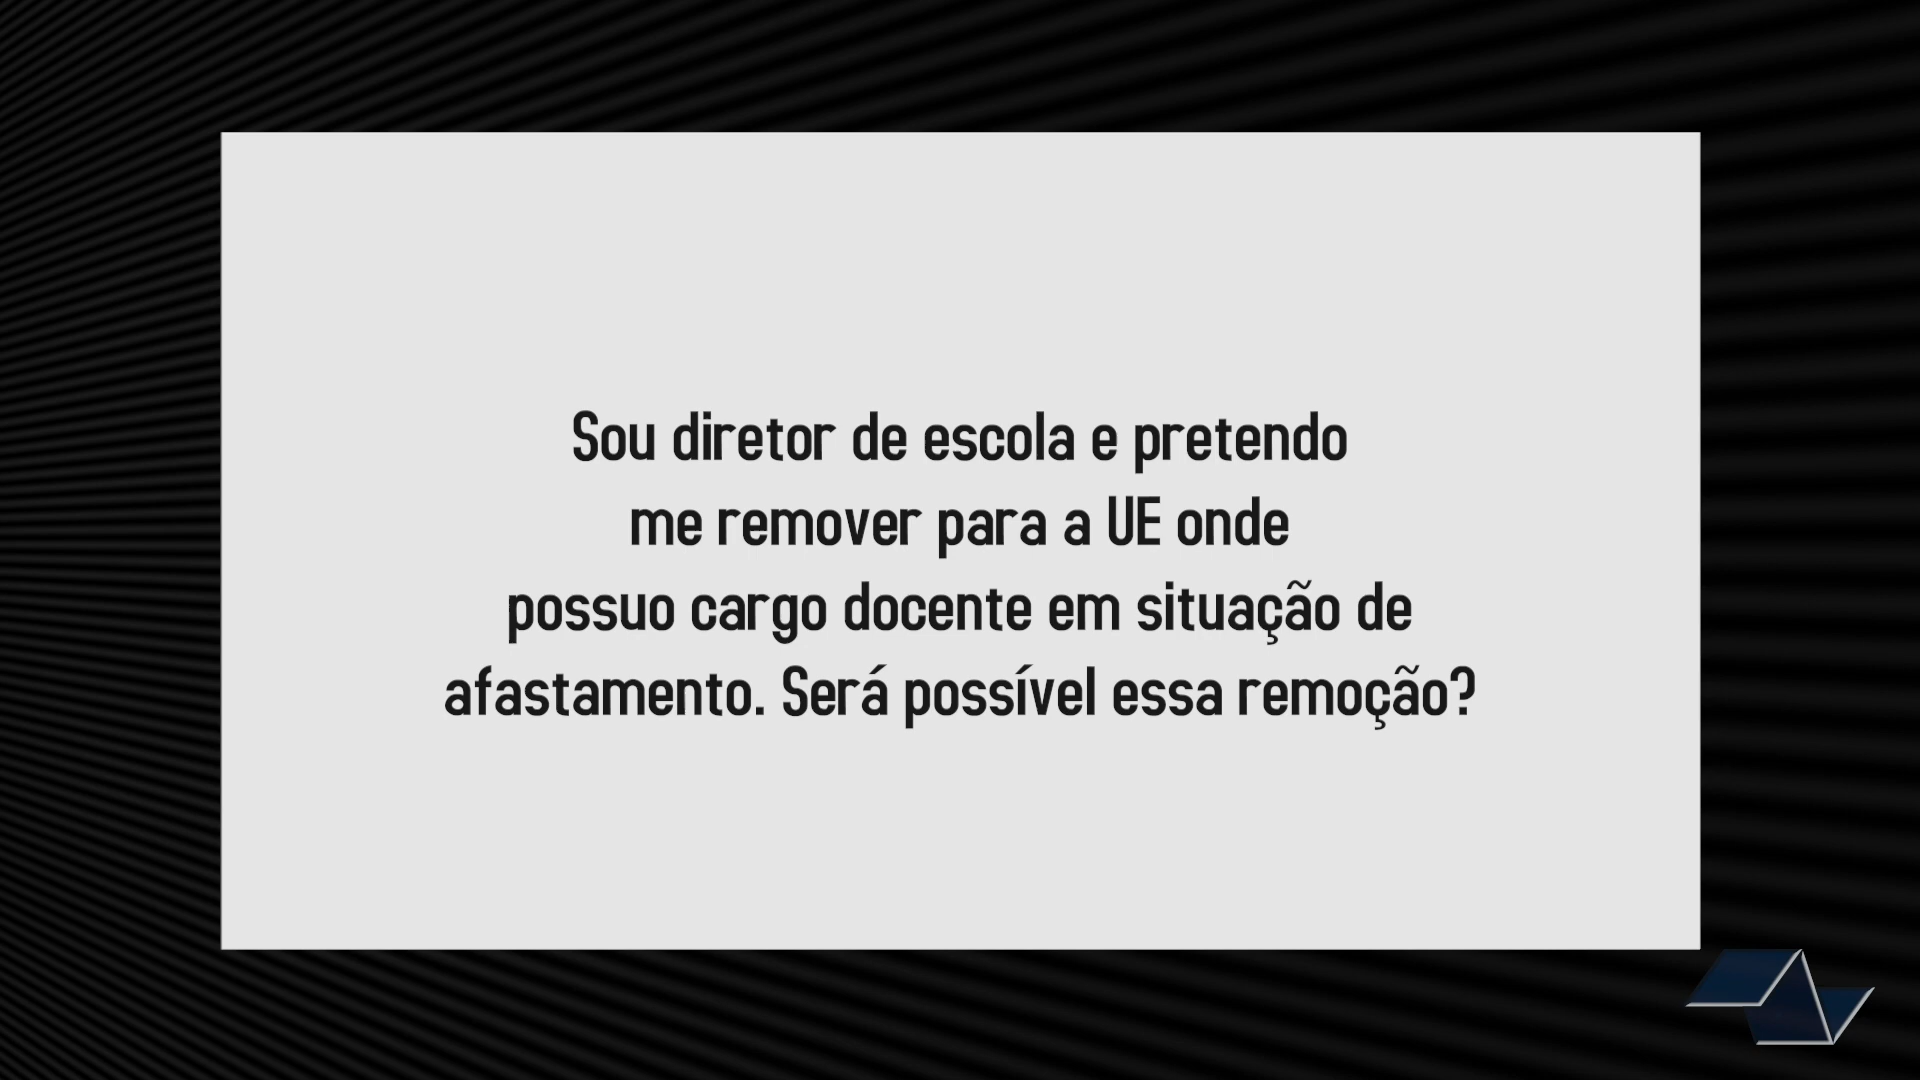 Sou diretor de escola e pretendo
me remover para a UE onde
possuo cargo docente em situação de
afastamento. Será possível essa remoção?